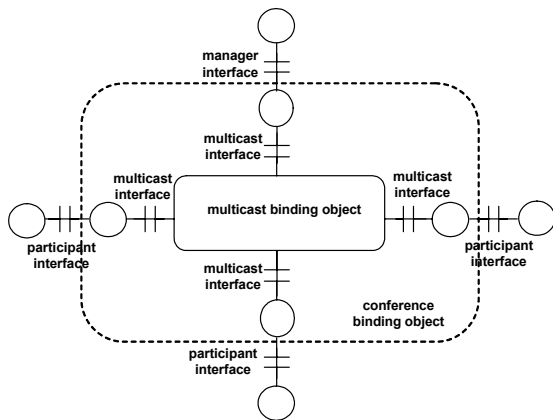 manager
interface
multicast
interface
multicast
interface
multicast
interface
multicast binding object
participant
interface
participant
interface
multicast
interface
conference
binding object
participant
interface